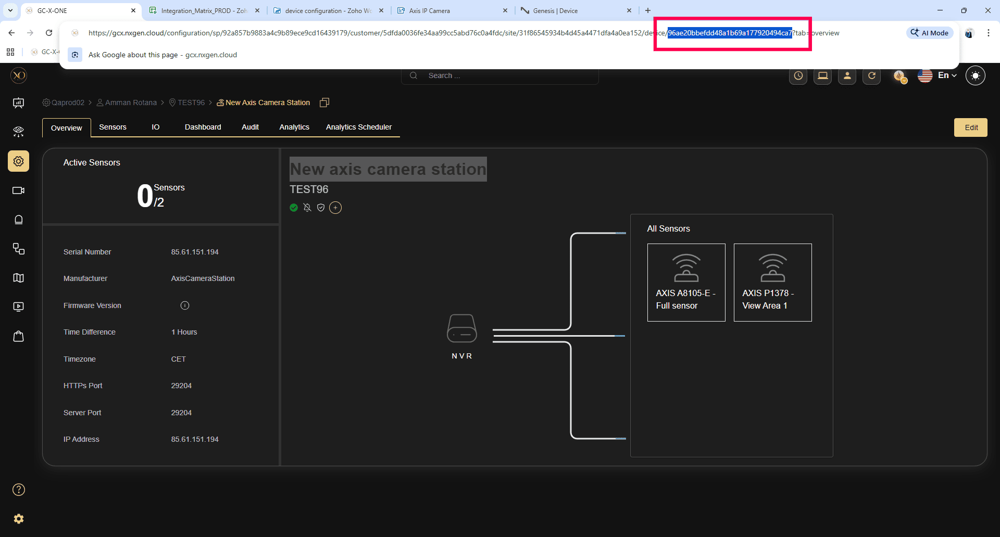 GC-X-ONE
Integration_Matrix_PROD - Zoh
device configuration - Zoho Wo
Axis IP Camera
Genesis | Device
https://gcx.nxgen.cloud/configuration/sp/92a857b9883a4c9b89ece9cd16439179/customer/5dfda0036fe34aa99cc5abd76c0a4fdc/site/31f86545934b4d45a4471dfa4a0ea152/device/96ae20bbefdd48a1b69a177920494ca7?tab=overview
AI Mode
GC-X-
Ask Google about this page - gcx.nxgen.cloud
XO
Search ...
En
Qaprod02 > Amman Rotana > TEST96 > New Axis Camera Station
Overview
Sensors
IO
Dashboard
Audit
Analytics
Analytics Scheduler
Edit
Active Sensors
0/2 Sensors
New axis camera station
TEST96
Serial Number 85.61.151.194
Manufacturer AxisCameraStation
Firmware Version
Time Difference 1 Hours
Timezone CET
HTTPs Port 29204
Server Port 29204
IP Address 85.61.151.194
NVR
All Sensors
AXIS A8105-E -
Full sensor
AXIS P1378 -
View Area 1